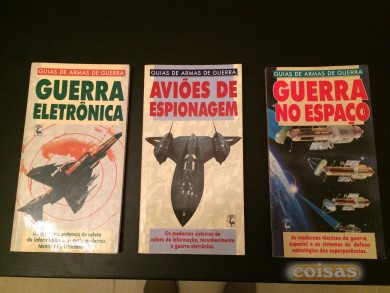 GUIAS DE ARMAS DE GUERRA
GUERRA
ELETRÔNICA
GUIAS DE ARMAS DE GUERRA
AVIÕES DE
ESPIONAGEM
Os modernos sistemas de
coleta de informação, reconhecimento
e guerra eletrônica.
GUIAS DE ARMAS DE GUERRA
GUERRA
NO ESPAÇO
As modernas técnicas da guerra
espacial e os sistemas de defesa
estratégica das superpotências.
coisas